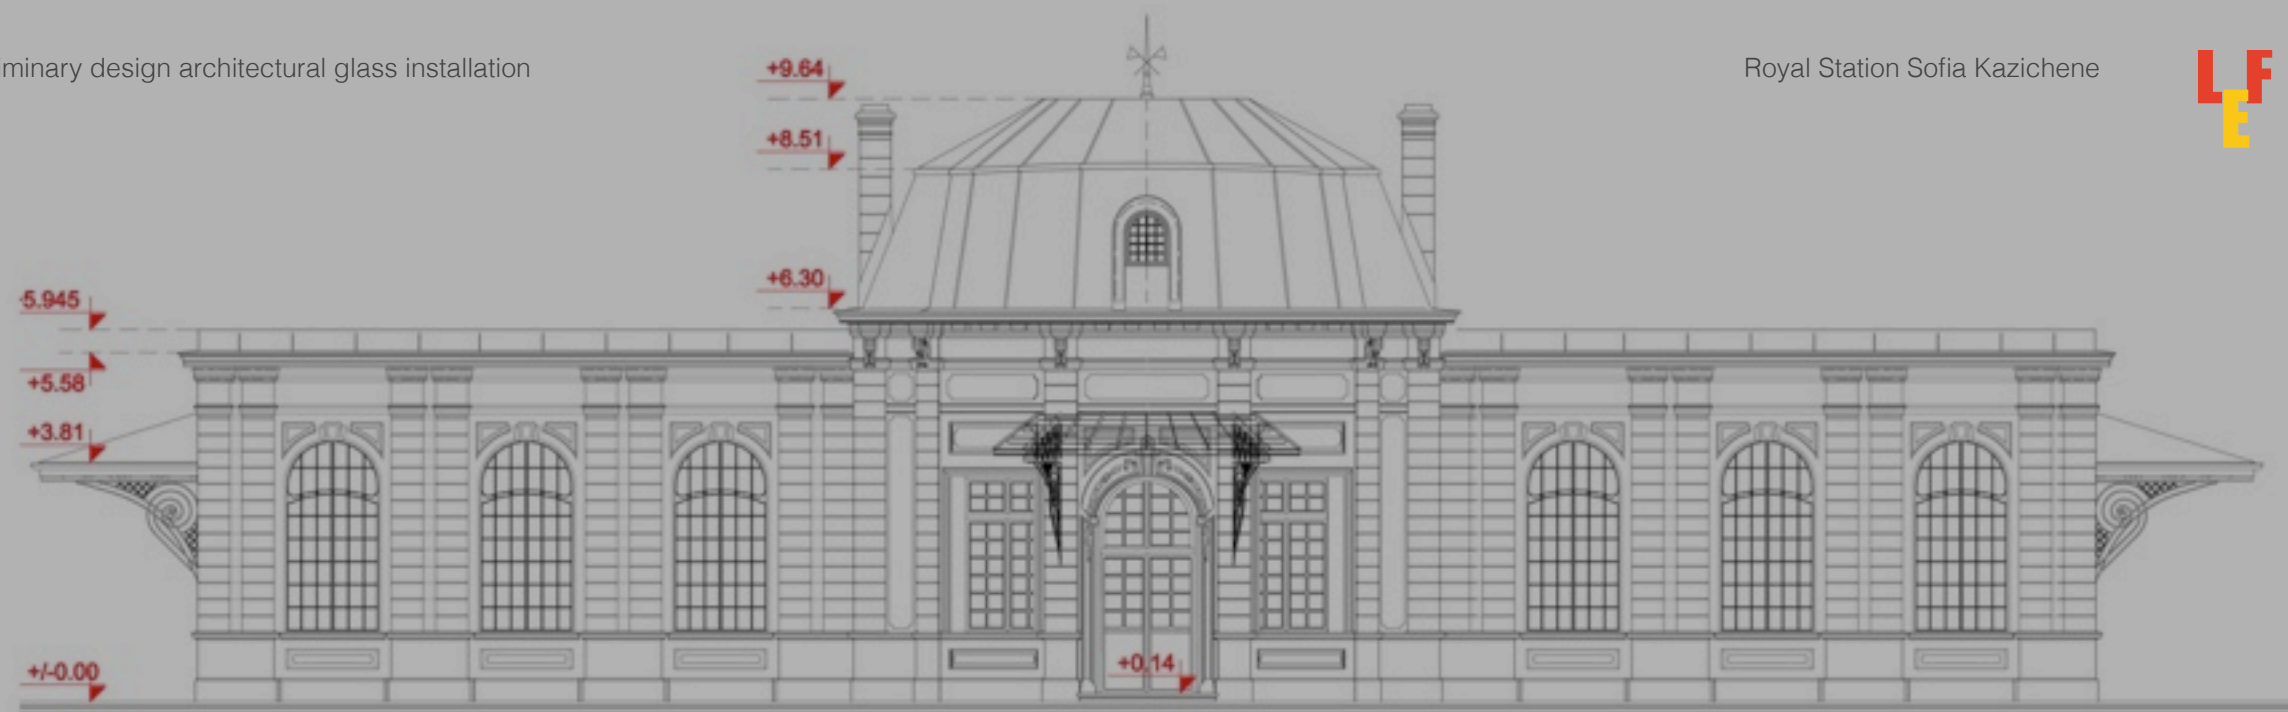 iminary design architectural glass installation
Royal Station Sofia Kazichene
LEF
+9.64
+8.51
+6.30
5.945
+5.58
+3.81
+/-0.00
+0.14